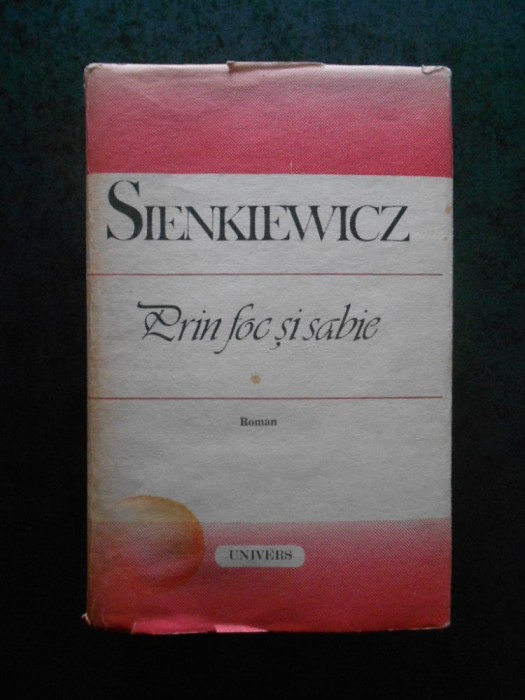 SIENKIEWICZ
Prin foc și sabie
Roman
UNIVERS